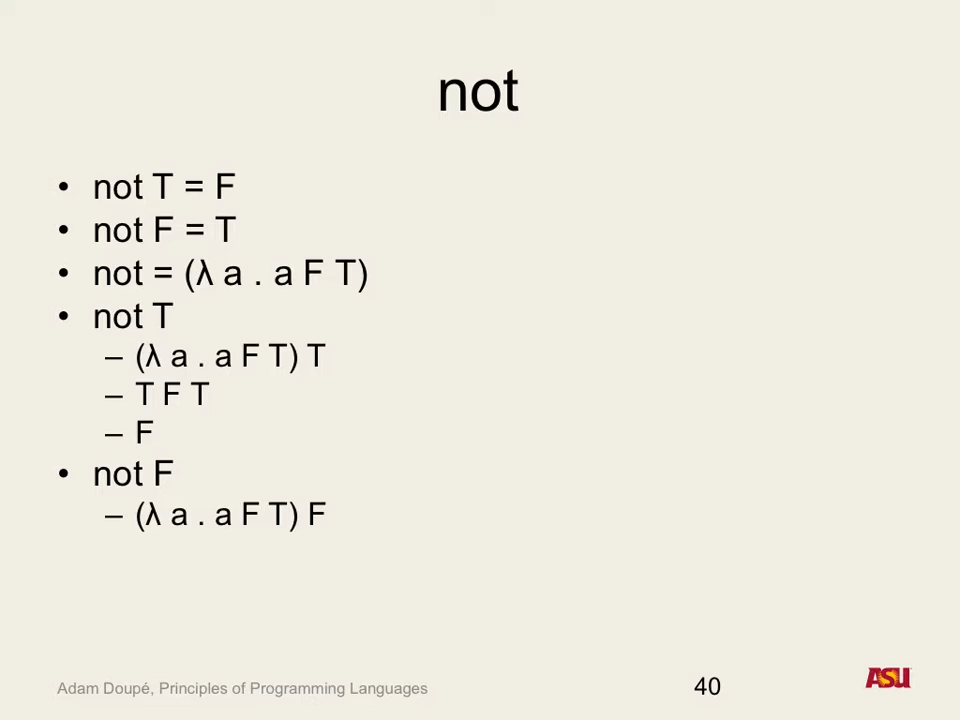 not
• not T = F
• not F = T
• not = (λ a . a F T)
• not T
– (λ a . a F T) T
– T F T
– F
• not F
– (λ a . a F T) F
Adam Doupé, Principles of Programming Languages
40
ASU